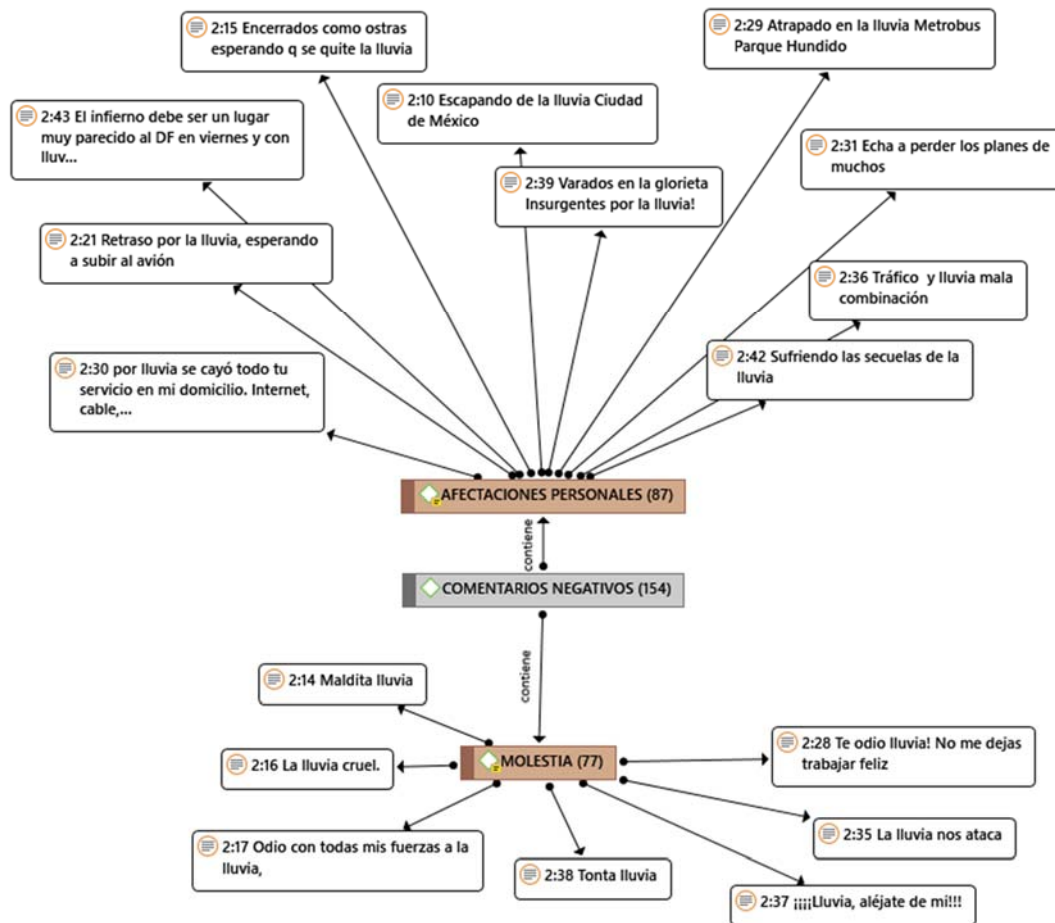 2:15 Encerrados como ostras
esperando q se quite la lluvia
2:29 Atrapado en la lluvia Metrobus
Parque Hundido
2:10 Escapando de la lluvia Ciudad
de México
2:43 El infierno debe ser un lugar
muy parecido al DF en viernes y con
lluv...
2:31 Echa a perder los planes de
muchos
2:39 Varados en la glorieta
Insurgentes por la lluvia!
2:21 Retraso por la lluvia, esperando
a subir al avión
2:36 Tráfico y lluvia mala
combinación
2:42 Sufriendo las secuelas de la
lluvia
2:30 por lluvia se cayó todo tu
servicio en mi domicilio. Internet,
cable,...
AFECTACIONES PERSONALES (87)
contiene
COMENTARIOS NEGATIVOS (154)
contiene
2:14 Maldita lluvia
2:28 Te odio lluvia! No me dejas
trabajar feliz
2:16 La lluvia cruel.
MOLESTIA (77)
2:35 La lluvia nos ataca
2:17 Odio con todas mis fuerzas a la
lluvia,
2:38 Tonta lluvia
2:37 ¡¡¡¡Lluvia, aléjate de mi!!!